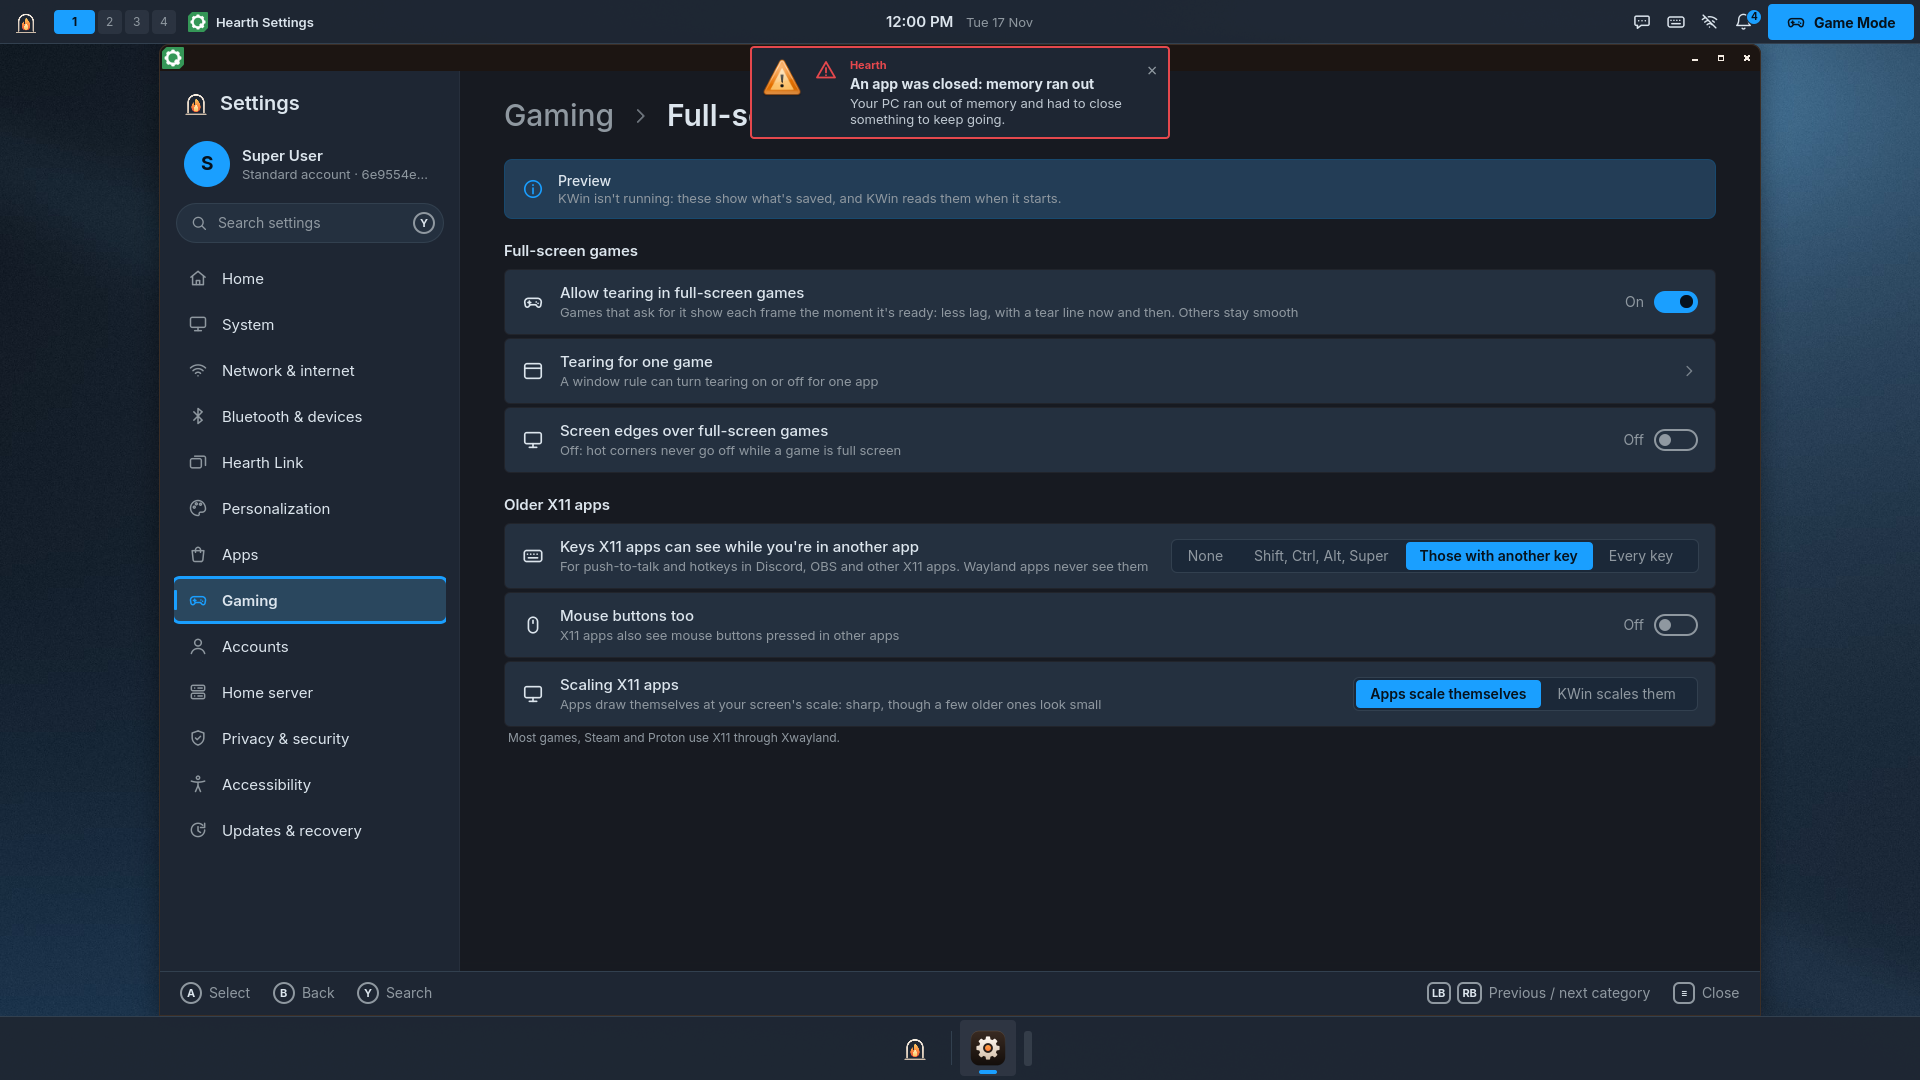 1 2 3 4 Hearth Settings
12:00 PM Tue 17 Nov
4
Game Mode
Settings
S
Super User
Standard account · 6e9554e...
Search settings Y
Home
System
Network & internet
Bluetooth & devices
Hearth Link
Personalization
Apps
Gaming
Accounts
Home server
Privacy & security
Accessibility
Updates & recovery
Hearth
An app was closed: memory ran out
Your PC ran out of memory and had to close
something to keep going.
Gaming > Full-s
Preview
KWin isn't running: these show what's saved, and KWin reads them when it starts.
Full-screen games
Allow tearing in full-screen games
Games that ask for it show each frame the moment it's ready: less lag, with a tear line now and then. Others stay smooth
On
Tearing for one game
A window rule can turn tearing on or off for one app
Screen edges over full-screen games
Off: hot corners never go off while a game is full screen
Off
Older X11 apps
Keys X11 apps can see while you're in another app
For push-to-talk and hotkeys in Discord, OBS and other X11 apps. Wayland apps never see them
None Shift, Ctrl, Alt, Super Those with another key Every key
Mouse buttons too
X11 apps also see mouse buttons pressed in other apps
Off
Scaling X11 apps
Apps draw themselves at your screen's scale: sharp, though a few older ones look small
Apps scale themselves KWin scales them
Most games, Steam and Proton use X11 through Xwayland.
A Select B Back Y Search
LB RB Previous / next category Close